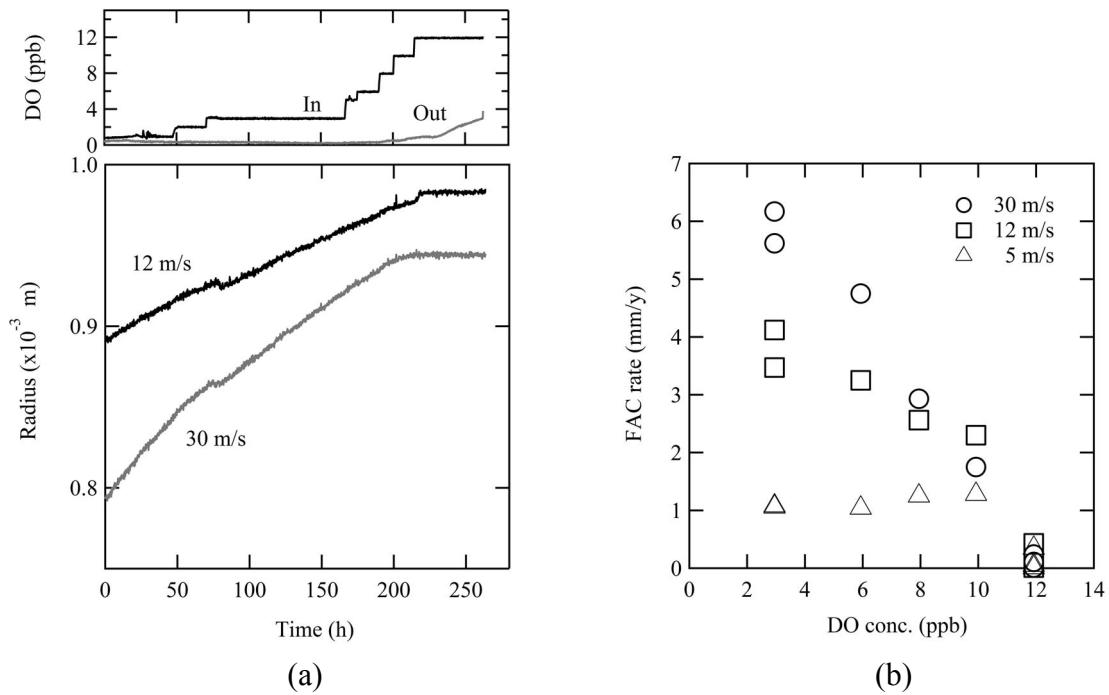 12
8
4
0
DO (ppb)
In
Out
1.0
0.9
0.8
Radius (x10⁻³ m)
12 m/s
30 m/s
0 50 100 150 200 250
Time (h)
(a)
7
6
5
4
3
2
1
0
FAC rate (mm/y)
30 m/s
12 m/s
5 m/s
0 2 4 6 8 10 12 14
DO conc. (ppb)
(b)